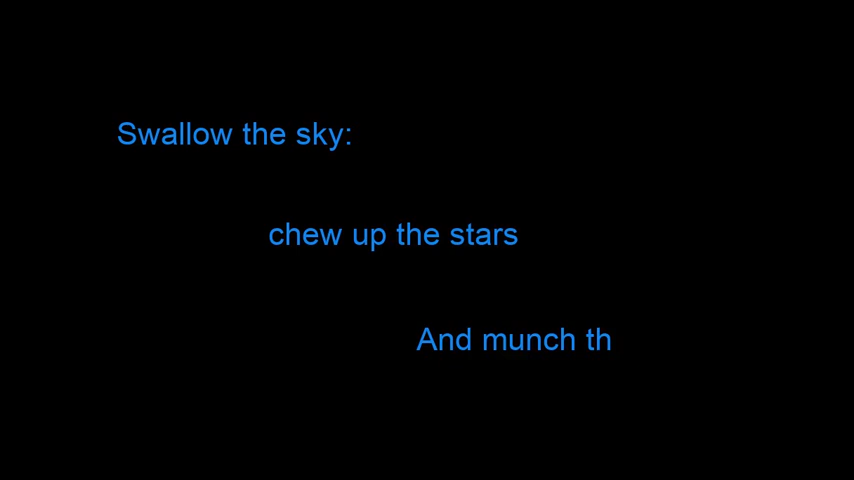 Swallow the sky:
chew up the stars
And munch th